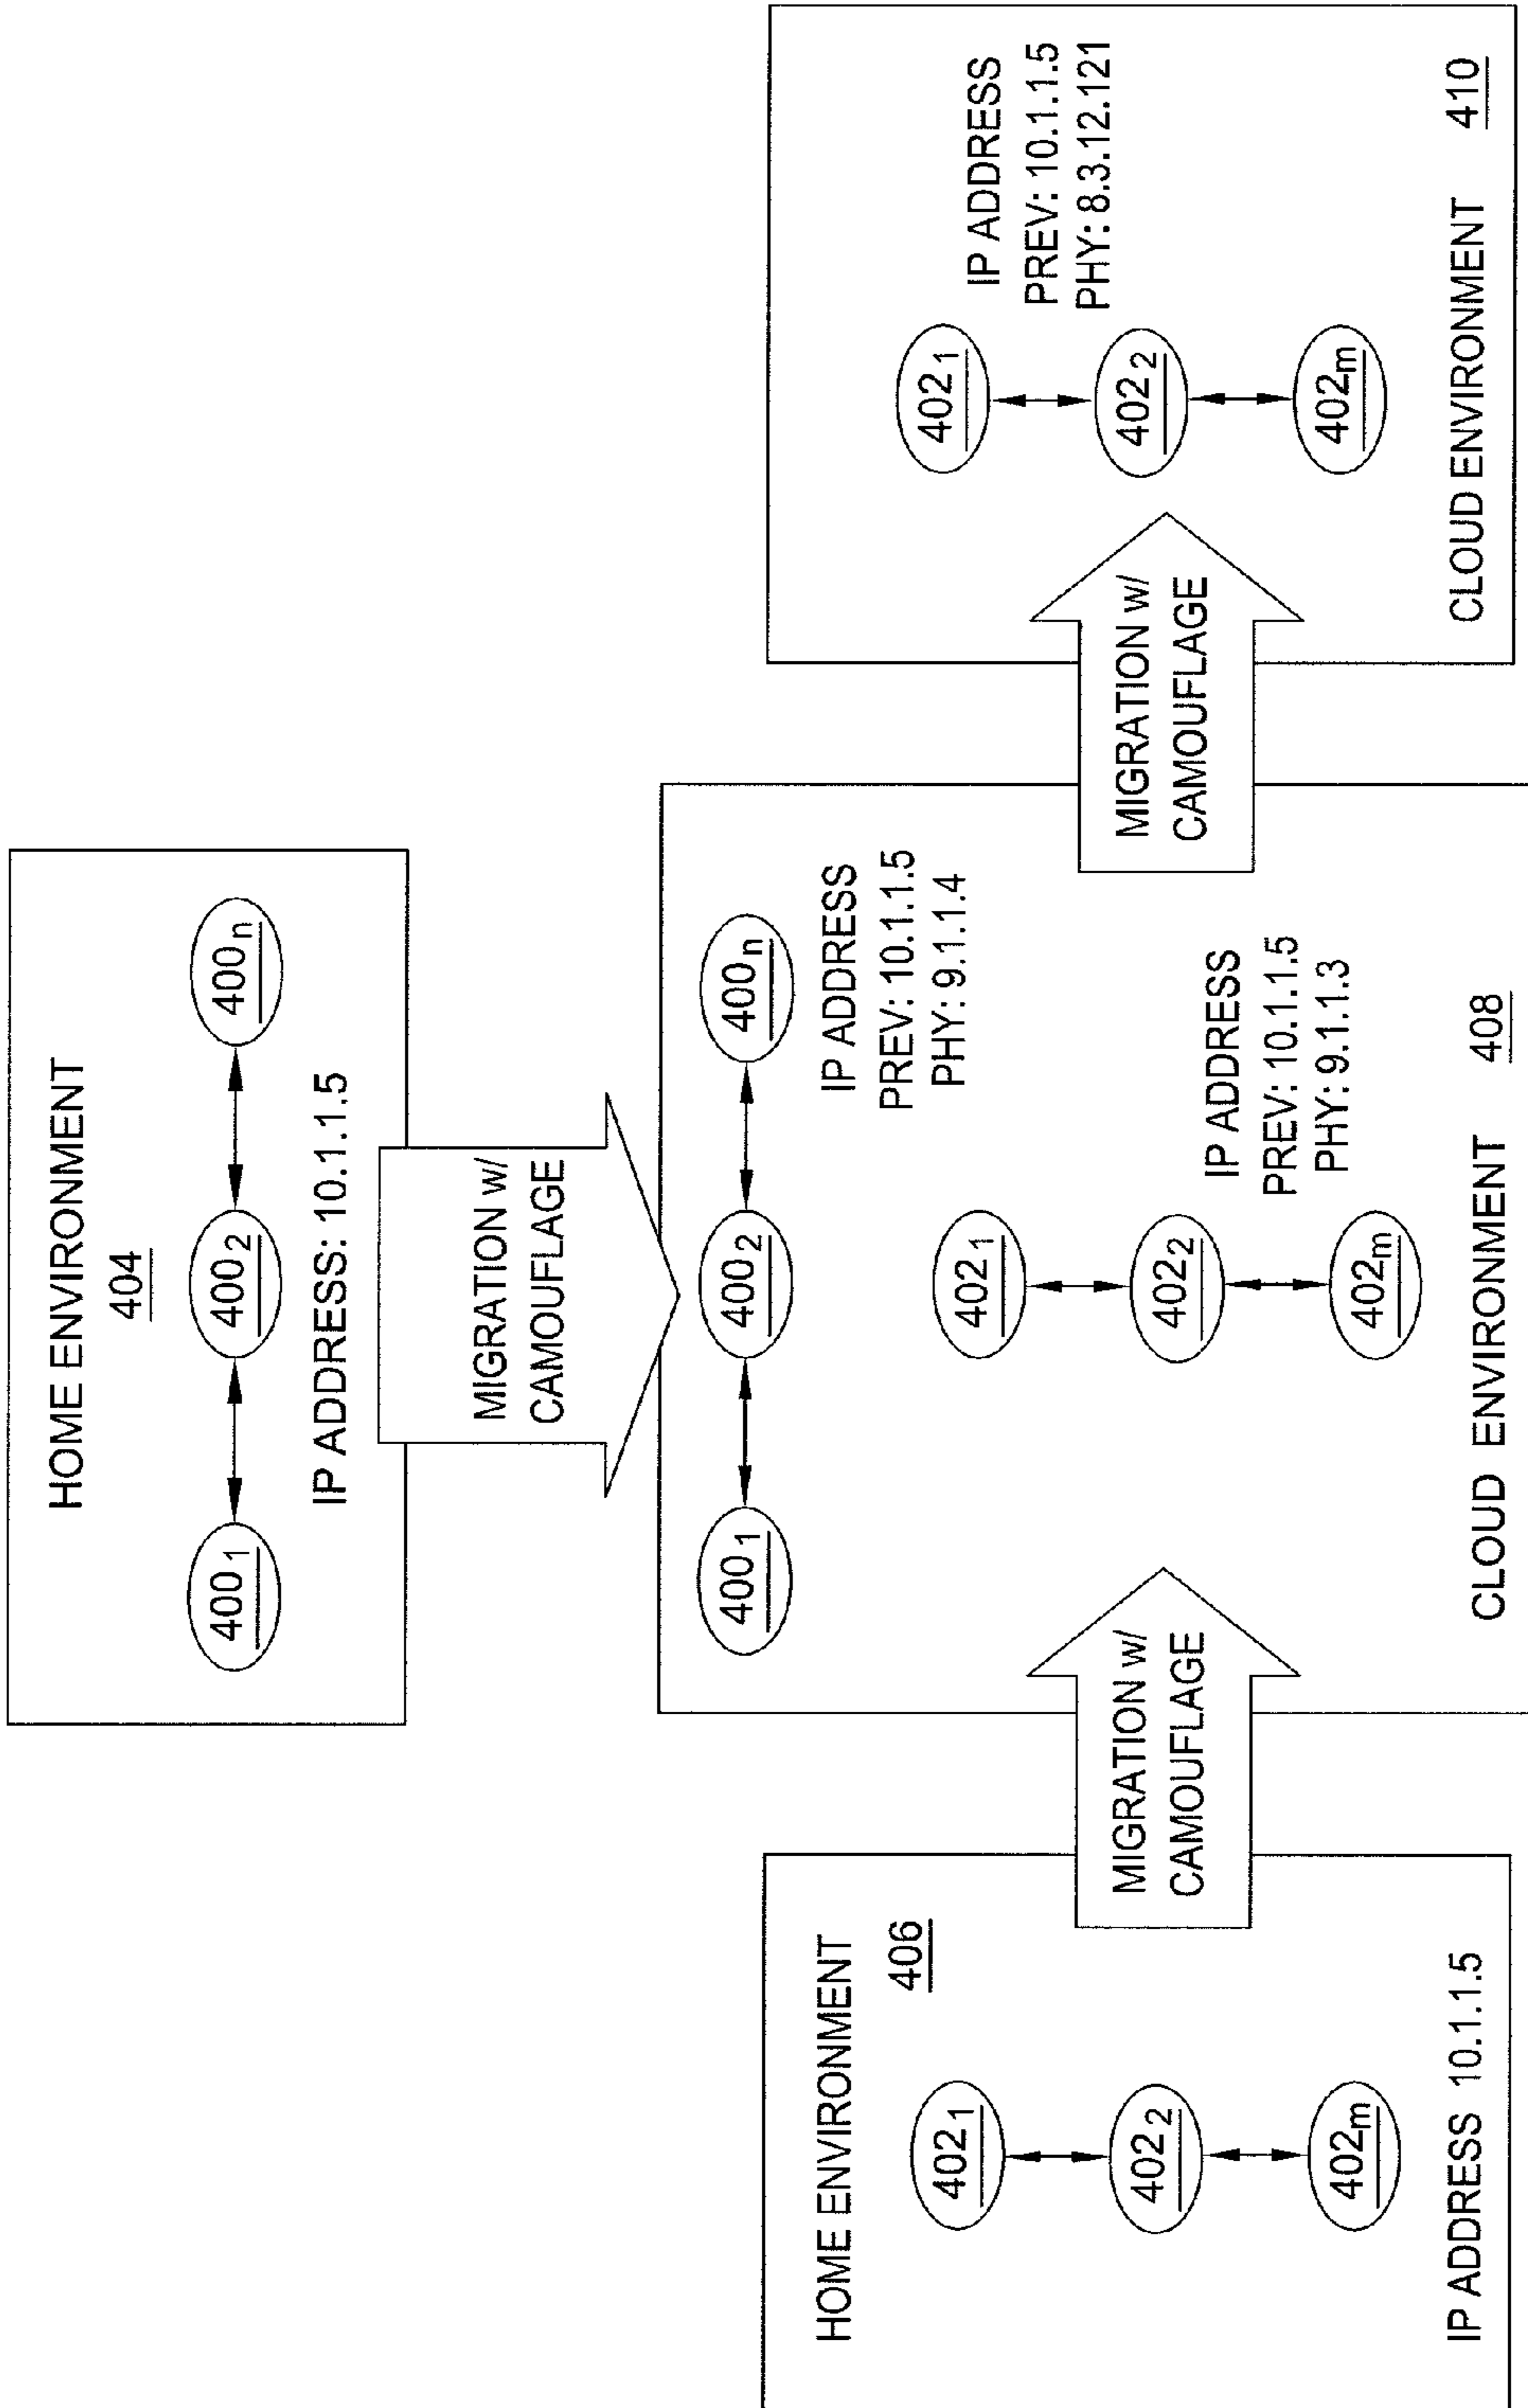 HOME ENVIRONMENT
404
400₁
400₂
400ₙ
IP ADDRESS: 10.1.1.5
MIGRATION w/
CAMOUFLAGE
HOME ENVIRONMENT
406
402₁
402₂
402ₘ
IP ADDRESS 10.1.1.5
MIGRATION w/
CAMOUFLAGE
400₁
400₂
400ₙ
IP ADDRESS
PREV: 10.1.1.5
PHY: 9.1.1.4
402₁
402₂
402ₘ
IP ADDRESS
PREV: 10.1.1.5
PHY: 9.1.1.3
CLOUD ENVIRONMENT 408
MIGRATION w/
CAMOUFLAGE
IP ADDRESS
PREV: 10.1.1.5
PHY: 8.3.12.121
402₁
402₂
402ₘ
CLOUD ENVIRONMENT 410